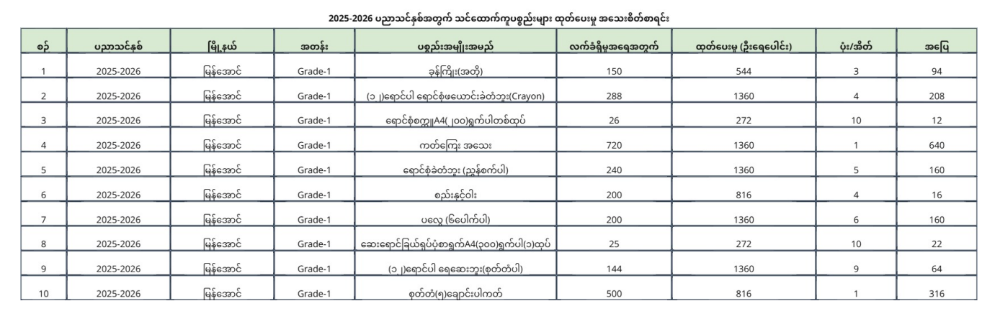 2025-2026 ပညာသင်နှစ်အတွက် သင်ထောက်ကူပစ္စည်းများ ထုတ်ပေးမှု အသေးစိတ်စာရင်း
စဉ် ပညာသင်နှစ် မြို့နယ် အတန်း ပစ္စည်းအမျိုးအမည် လက်ခံရှိမှုအရေအတွက် ထုတ်ပေးမှု (ဦးရေပေါင်း) ပုံး/အိတ် အပြေ
1 2025-2026 မြန်အောင် Grade-1 ခုန်ကြိုး(အတို) 150 544 3 94
2 2025-2026 မြန်အောင် Grade-1 (၁၂)ရောင်ပါ ရောင်စုံဖယောင်းခဲတံဘူး(Crayon) 288 1360 4 208
3 2025-2026 မြန်အောင် Grade-1 ရောင်စုံစက္ကူA4(၂၀၀)ရွက်ပါတစ်ထုပ် 26 272 10 12
4 2025-2026 မြန်အောင် Grade-1 ကတ်ကြေး အသေး 720 1360 1 640
5 2025-2026 မြန်အောင် Grade-1 ရောင်စုံခဲတံဘူး (ညွှန်စက်ပါ) 240 1360 5 160
6 2025-2026 မြန်အောင် Grade-1 စည်းနှင့်ဝါး 200 816 4 16
7 2025-2026 မြန်အောင် Grade-1 ပလွေ (၆ပေါက်ပါ) 200 1360 6 160
8 2025-2026 မြန်အောင် Grade-1 ဆေးရောင်ခြယ်ရုပ်ပုံစာရွက်A4(၃၀၀)ရွက်ပါ(၁)ထုပ် 25 272 10 22
9 2025-2026 မြန်အောင် Grade-1 (၁၂)ရောင်ပါ ရေဆေးဘူး(စုတ်တံပါ) 144 1360 9 64
10 2025-2026 မြန်အောင် Grade-1 စုတ်တံ(၅)ချောင်းပါကတ် 500 816 1 316